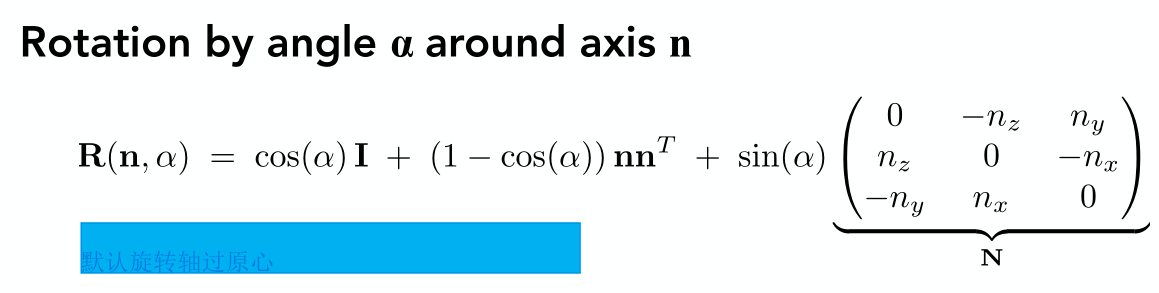 Rotation by angle α around axis n
R(n, α) = cos(α) I + (1 − cos(α)) nnᵀ + sin(α) ( 0 −n_z n_y
n_z 0 −n_x
−n_y n_x 0 )
N
默认旋转轴过原心